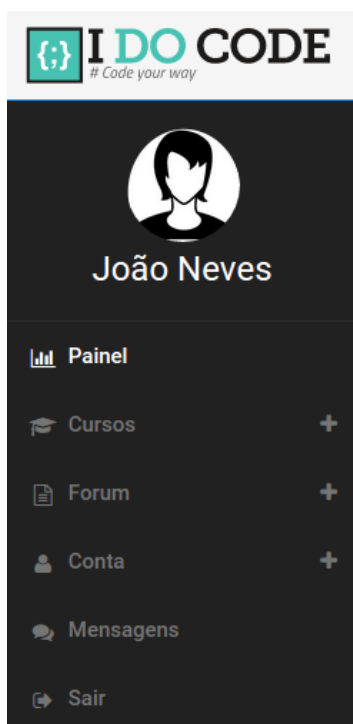 {;} I DO CODE
# Code your way
João Neves
Painel
Cursos +
Forum +
Conta +
Mensagens
Sair